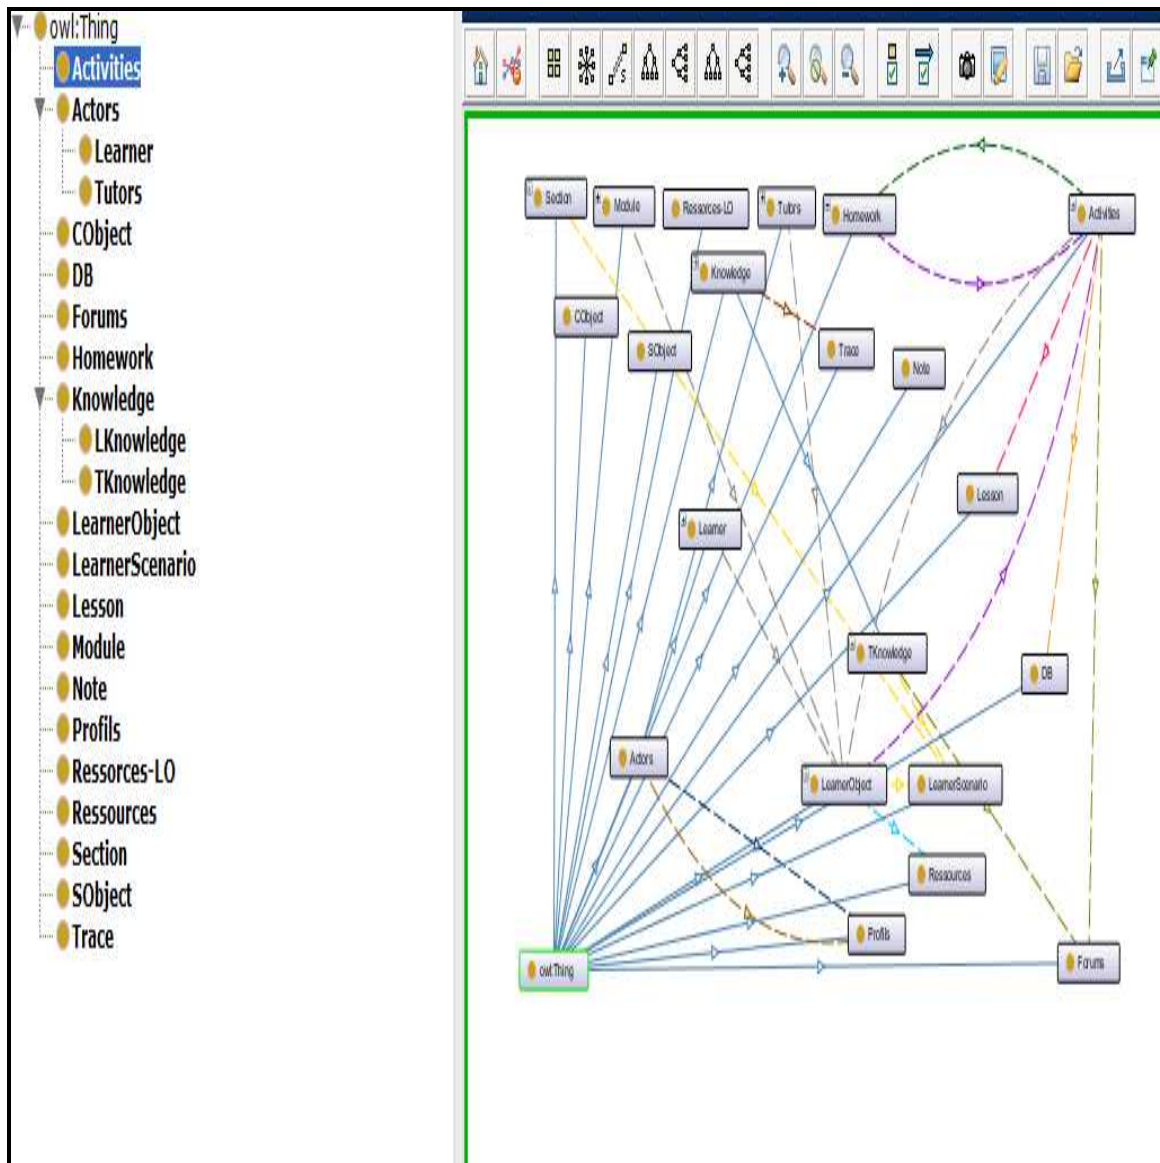 owl:Thing
Activities
Actors
Learner
Tutors
CObject
DB
Forums
Homework
Knowledge
LKnowledge
TKnowledge
LearnerObject
LearnerScenario
Lesson
Module
Note
Profils
Ressorces-LO
Ressources
Section
SObject
Trace
Section
Module
Ressorces-LO
Tutors
Homework
Activities
Knowledge
CObject
SObject
Trace
Note
Lesson
Learner
TKnowledge
DB
Actors
LearnerObject
LearnerScenario
Ressources
Profils
owl:Thing
Forums